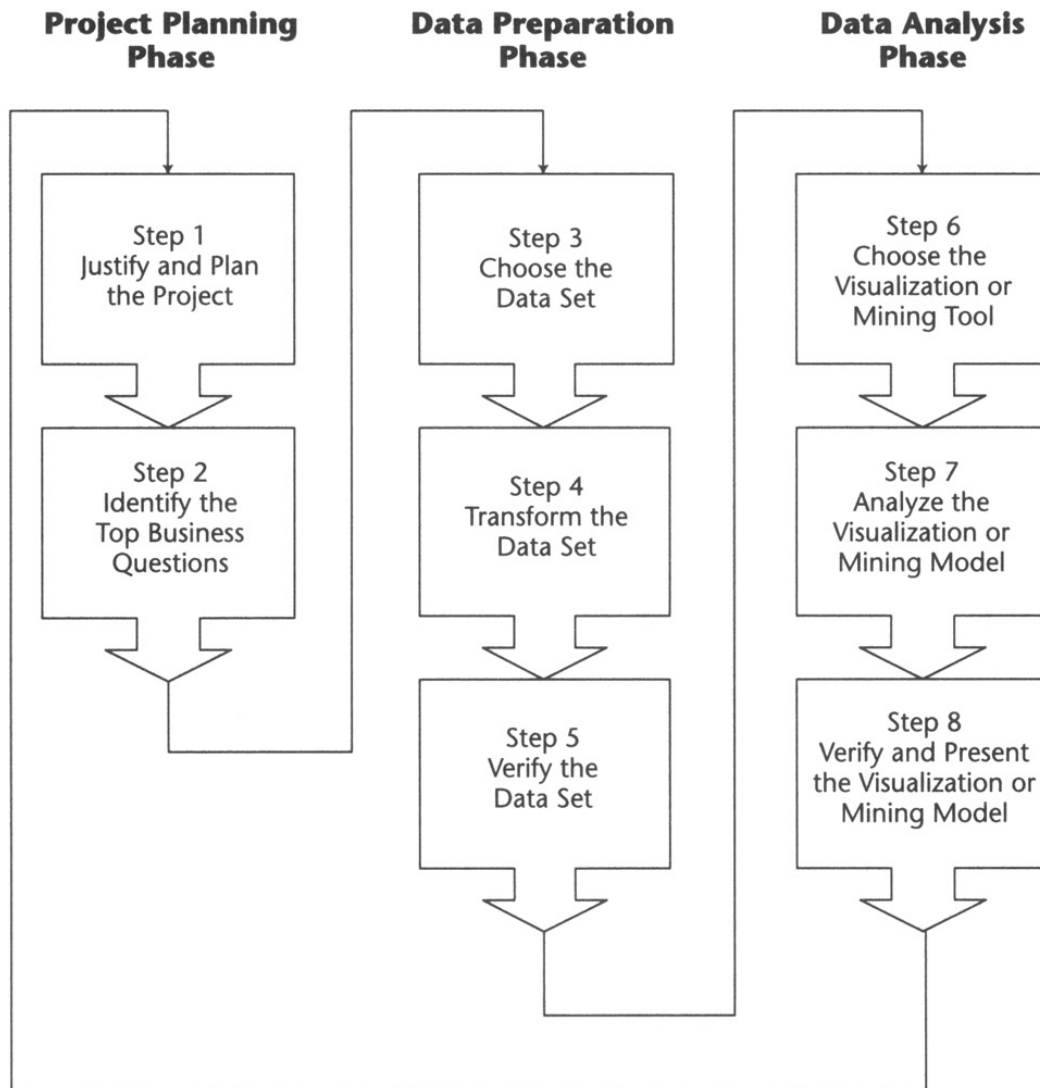 Project Planning
Phase
Data Preparation
Phase
Data Analysis
Phase
Step 1
Justify and Plan
the Project
Step 2
Identify the
Top Business
Questions
Step 3
Choose the
Data Set
Step 4
Transform the
Data Set
Step 5
Verify the
Data Set
Step 6
Choose the
Visualization or
Mining Tool
Step 7
Analyze the
Visualization or
Mining Model
Step 8
Verify and Present
the Visualization or
Mining Model